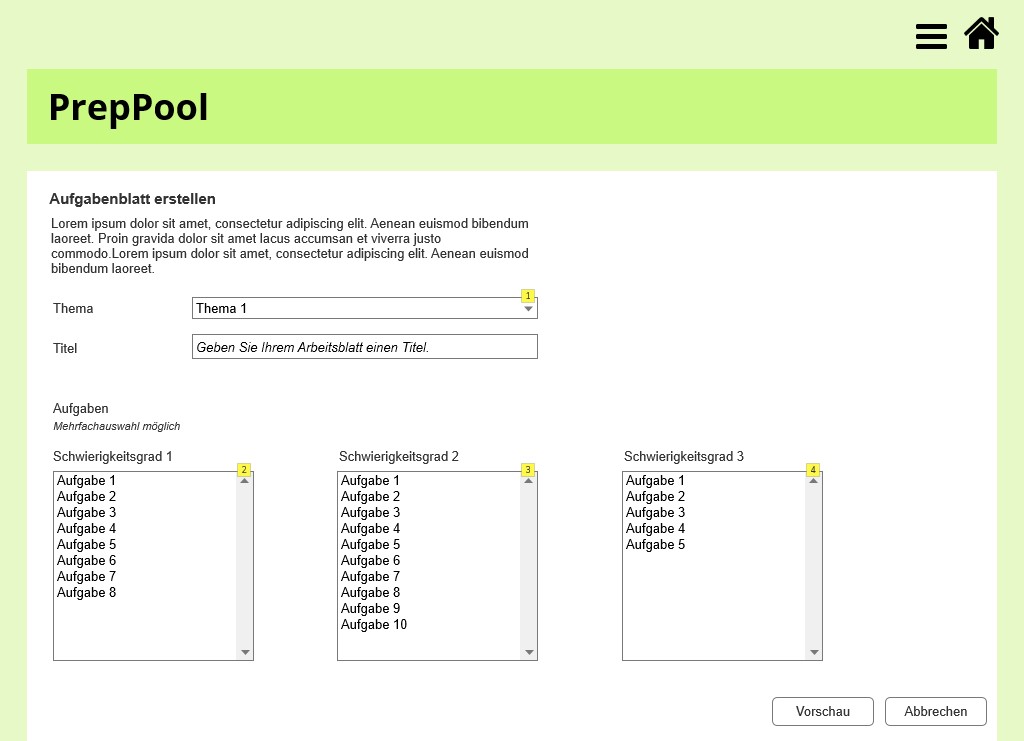 PrepPool
Aufgabenblatt erstellen
Lorem ipsum dolor sit amet, consectetur adipiscing elit. Aenean euismod bibendum
laoreet. Proin gravida dolor sit amet lacus accumsan et viverra justo
commodo.Lorem ipsum dolor sit amet, consectetur adipiscing elit. Aenean euismod
bibendum laoreet.
1
Thema
Thema 1
Titel
Geben Sie Ihrem Arbeitsblatt einen Titel.
Aufgaben
Mehrfachauswahl möglich
Schwierigkeitsgrad 1
2
Aufgabe 1
Aufgabe 2
Aufgabe 3
Aufgabe 4
Aufgabe 5
Aufgabe 6
Aufgabe 7
Aufgabe 8
Schwierigkeitsgrad 2
3
Aufgabe 1
Aufgabe 2
Aufgabe 3
Aufgabe 4
Aufgabe 5
Aufgabe 6
Aufgabe 7
Aufgabe 8
Aufgabe 9
Aufgabe 10
Schwierigkeitsgrad 3
4
Aufgabe 1
Aufgabe 2
Aufgabe 3
Aufgabe 4
Aufgabe 5
Vorschau
Abbrechen